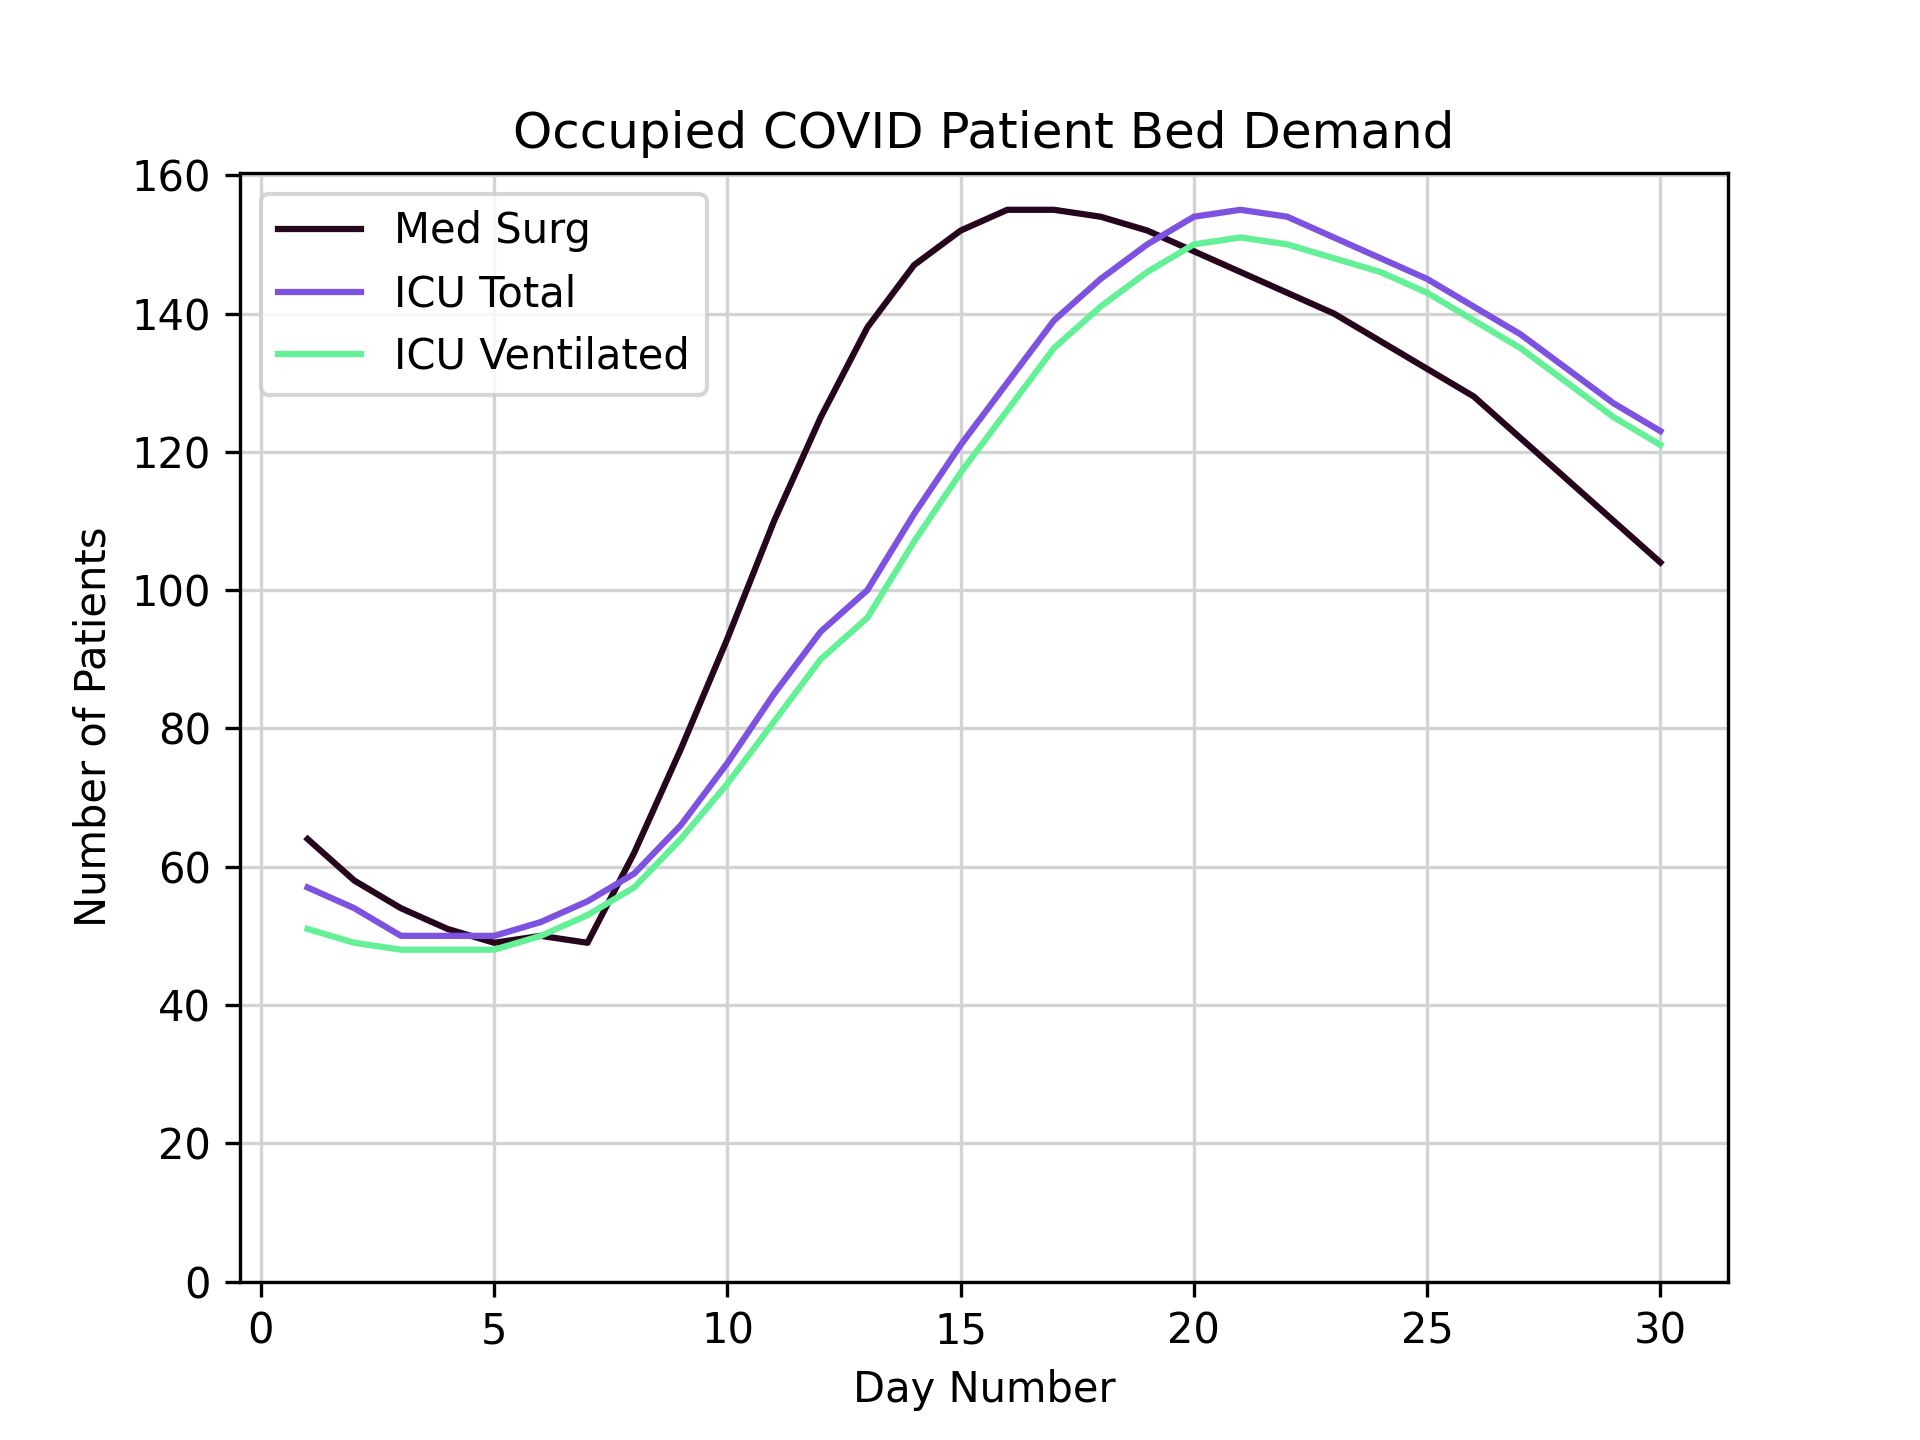 Occupied COVID Patient Bed Demand
160
140
120
100
80
60
40
20
0
Number of Patients
Med Surg
ICU Total
ICU Ventilated
0 5 10 15 20 25 30
Day Number